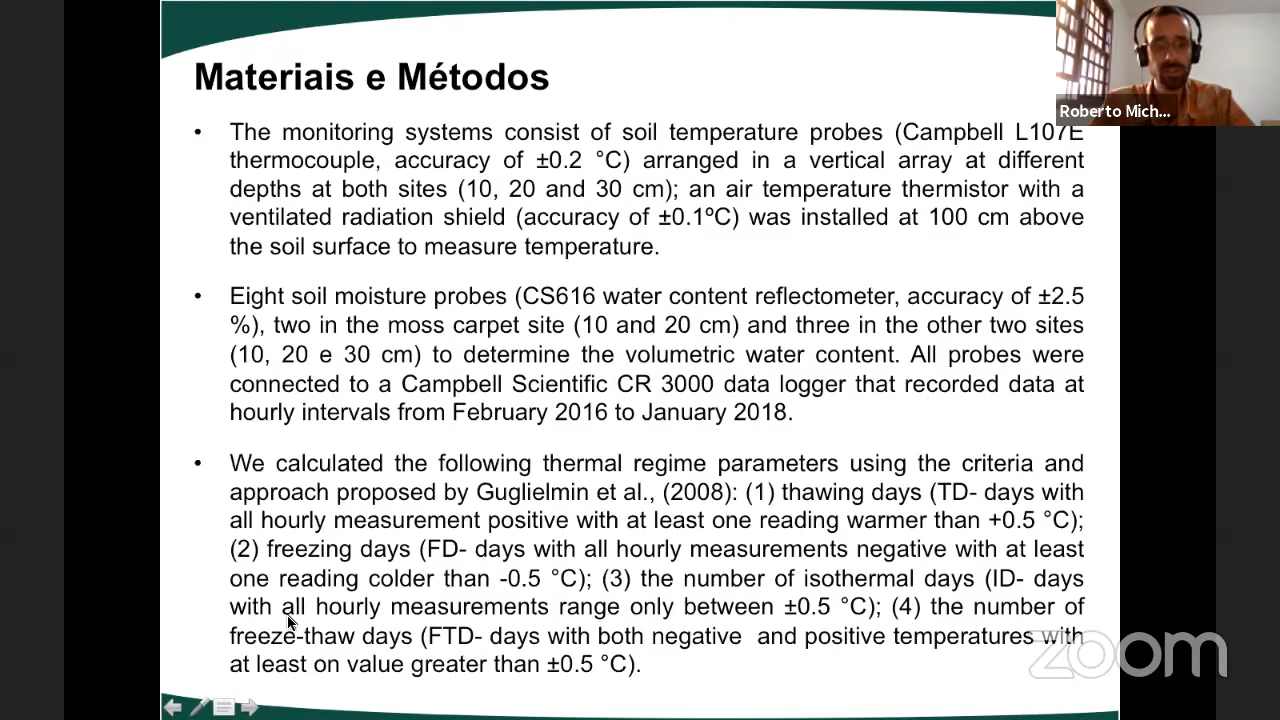 Materiais e Métodos
Roberto Mich...
• The monitoring systems consist of soil temperature probes (Campbell L107E
thermocouple, accuracy of ±0.2 °C) arranged in a vertical array at different
depths at both sites (10, 20 and 30 cm); an air temperature thermistor with a
ventilated radiation shield (accuracy of ±0.1ºC) was installed at 100 cm above
the soil surface to measure temperature.
• Eight soil moisture probes (CS616 water content reflectometer, accuracy of ±2.5
%), two in the moss carpet site (10 and 20 cm) and three in the other two sites
(10, 20 e 30 cm) to determine the volumetric water content. All probes were
connected to a Campbell Scientific CR 3000 data logger that recorded data at
hourly intervals from February 2016 to January 2018.
• We calculated the following thermal regime parameters using the criteria and
approach proposed by Guglielmin et al., (2008): (1) thawing days (TD- days with
all hourly measurement positive with at least one reading warmer than +0.5 °C);
(2) freezing days (FD- days with all hourly measurements negative with at least
one reading colder than -0.5 °C); (3) the number of isothermal days (ID- days
with all hourly measurements range only between ±0.5 °C); (4) the number of
freeze-thaw days (FTD- days with both negative  and positive temperatures with
at least on value greater than ±0.5 °C).
zoom